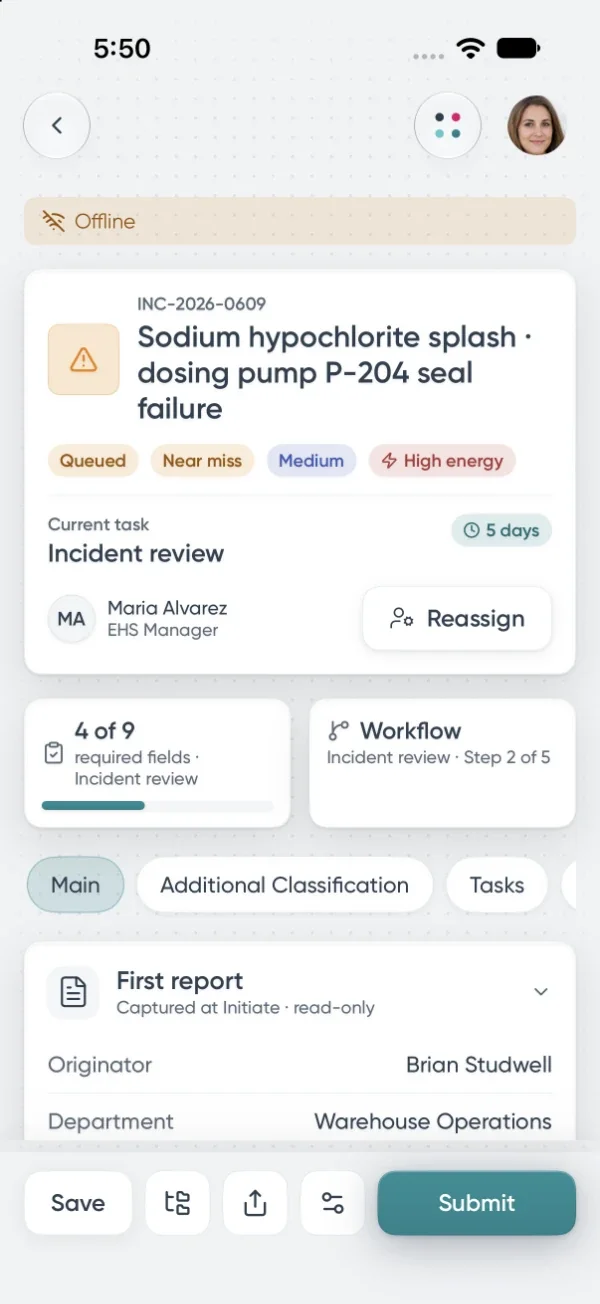 5:50
Offline
INC-2026-0609
Sodium hypochlorite splash ·
dosing pump P-204 seal
failure
Queued
Near miss
Medium
High energy
Current task
5 days
Incident review
MA
Maria Alvarez
EHS Manager
Reassign
4 of 9
required fields ·
Incident review
Workflow
Incident review · Step 2 of 5
Main
Additional Classification
Tasks
First report
Captured at Initiate · read-only
Originator
Brian Studwell
Department
Warehouse Operations
Save
Submit